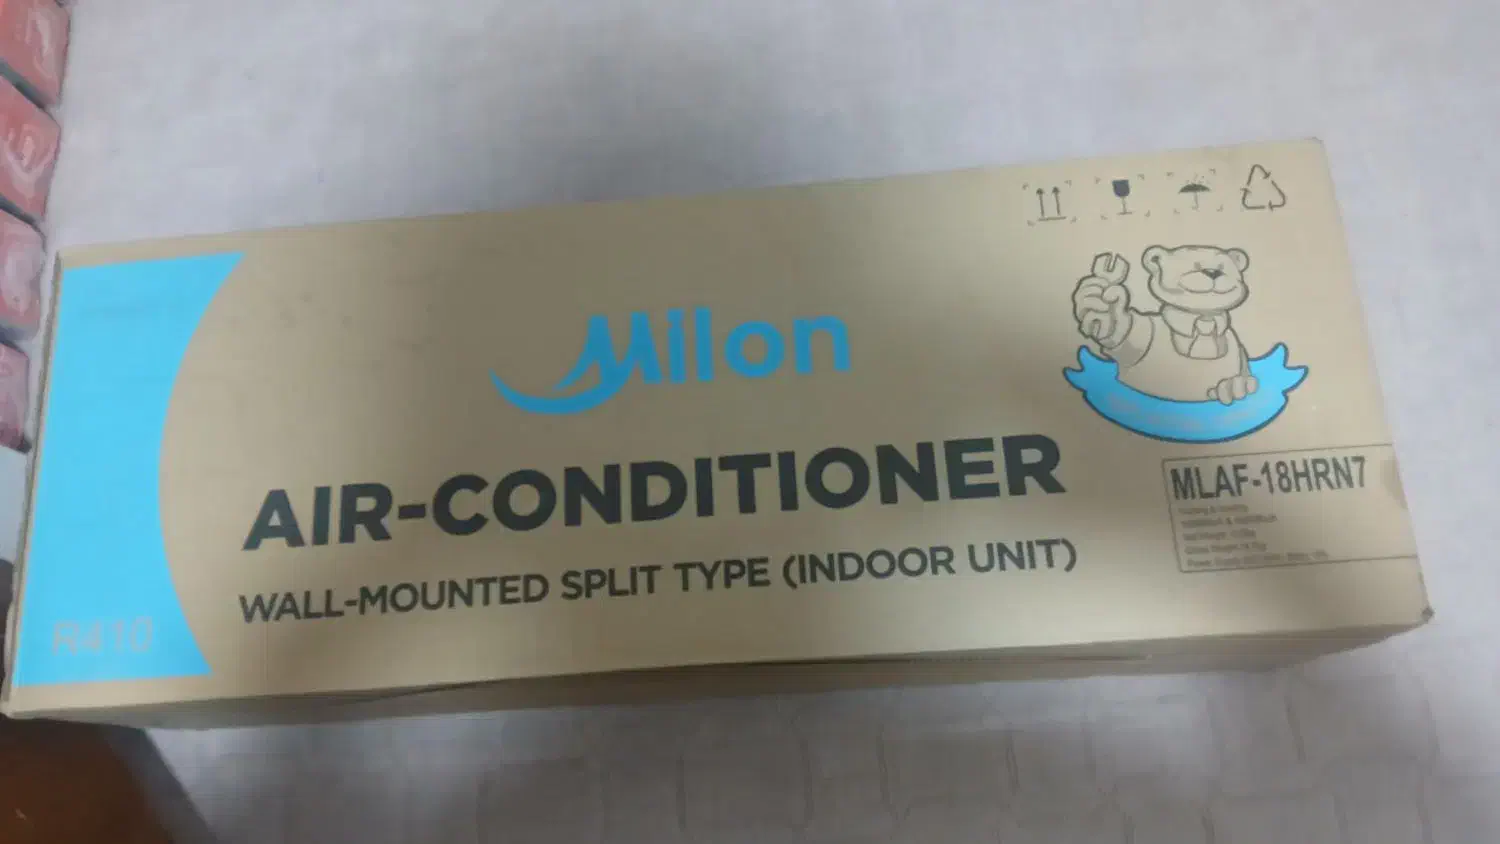 Milon
AIR-CONDITIONER
WALL-MOUNTED SPLIT TYPE (INDOOR UNIT)
MLAF-18HRN7
R410